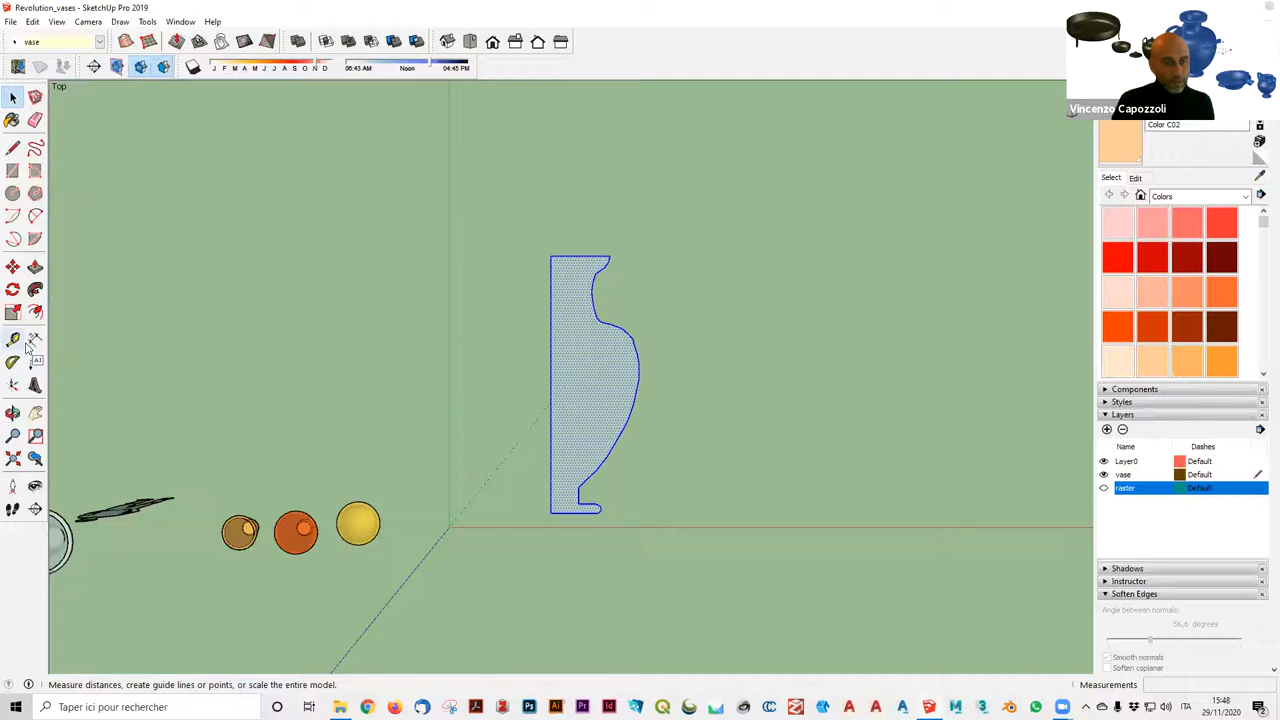 Revolution_vases - SketchUp Pro 2019
File Edit View Camera Draw Tools Window Help
vase
J F M A M J J A S O N D 06:43 AM Noon 04:45 PM
Top
Vincenzo Capozzoli
Color C02
Select Edit
Colors
Components
Styles
Layers
Name Dashes
Layer0 Default
vase Default
raster Default
Shadows
Instructor
Soften Edges
Angle between normals:
56,6 degrees
Smooth normals
Soften coplanar
Measure distances, create guide lines or points, or scale the entire model.
Measurements
Taper ici pour rechercher
ITA
15:48
29/11/2020